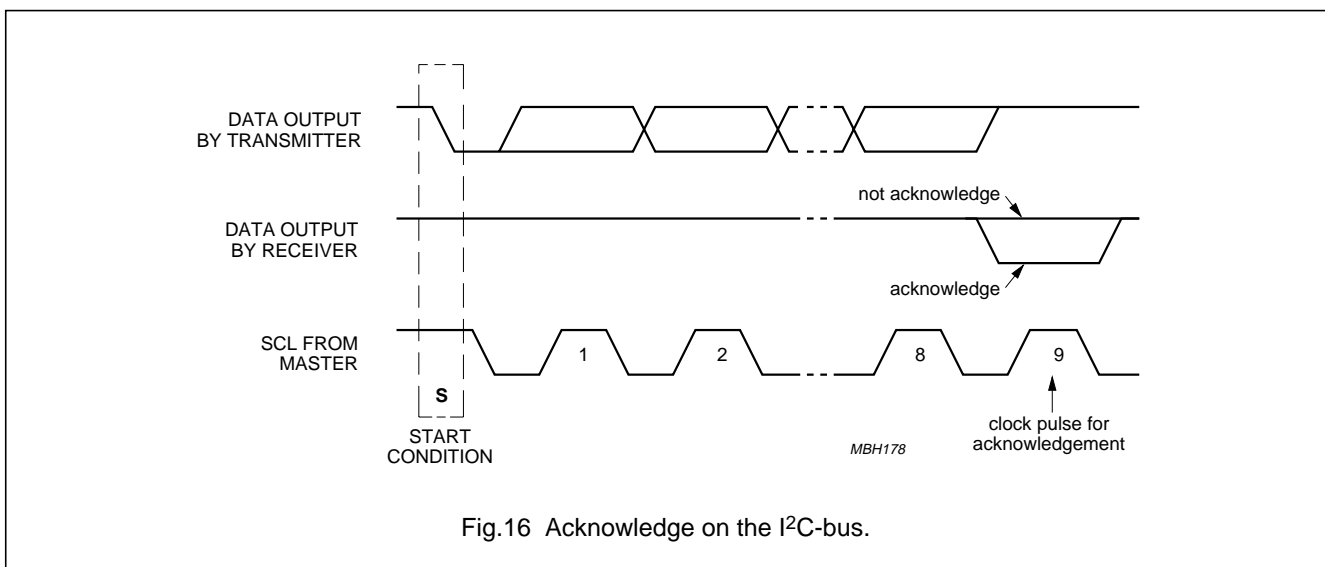 DATA OUTPUT
BY TRANSMITTER
not acknowledge
DATA OUTPUT
BY RECEIVER
acknowledge
SCL FROM
MASTER
1
2
8
9
S
START
CONDITION
MBH178
clock pulse for
acknowledgement
Fig.16 Acknowledge on the I²C-bus.